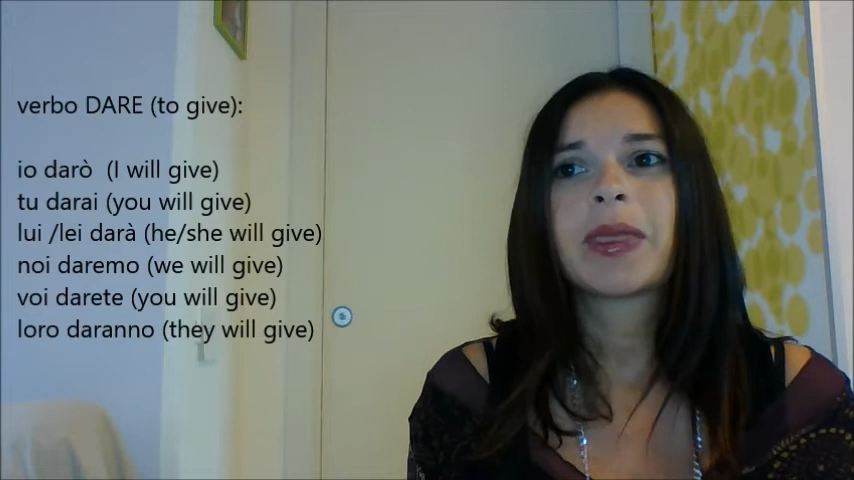 verbo DARE (to give):
io darò (I will give)
tu darai (you will give)
lui /lei darà (he/she will give)
noi daremo (we will give)
voi darete (you will give)
loro daranno (they will give)